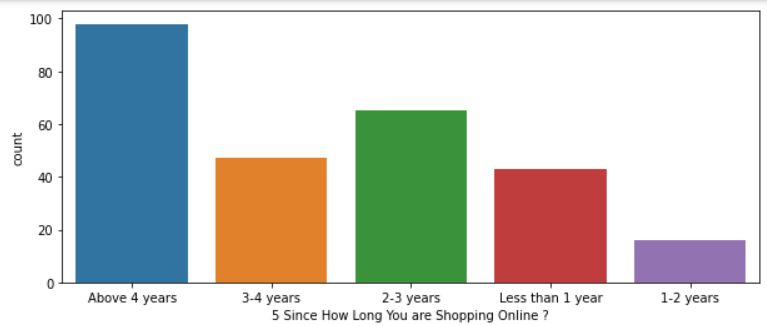 100
80
60
40
20
0
count
Above 4 years
3-4 years
2-3 years
Less than 1 year
1-2 years
5 Since How Long You are Shopping Online ?